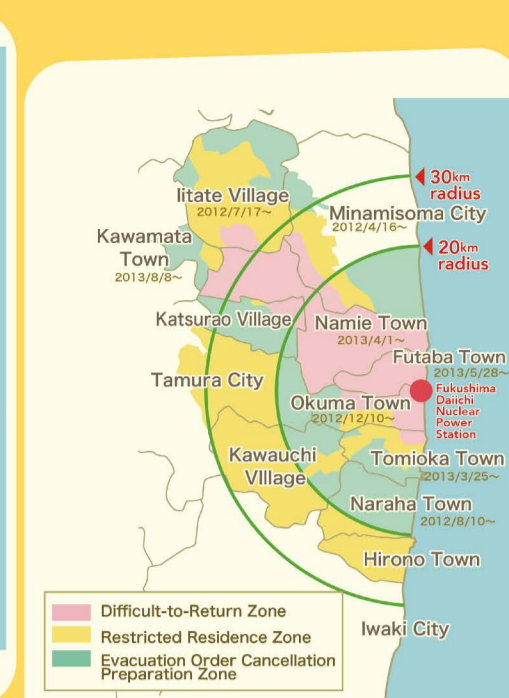 30km
radius
Iitate Village
2012/7/17~
Minamisoma City
2012/4/16~
Kawamata
Town
2013/8/8~
20km
radius
Katsurao Village
Namie Town
2013/4/1~
Futaba Town
2013/5/28~
Tamura City
Fukushima
Daiichi
Nuclear
Power
Station
Okuma Town
2012/12/10~
Kawauchi
VIllage
Tomioka Town
2013/3/25~
Naraha Town
2012/8/10~
Hirono Town
Iwaki City
Difficult-to-Return Zone
Restricted Residence Zone
Evacuation Order Cancellation
Preparation Zone